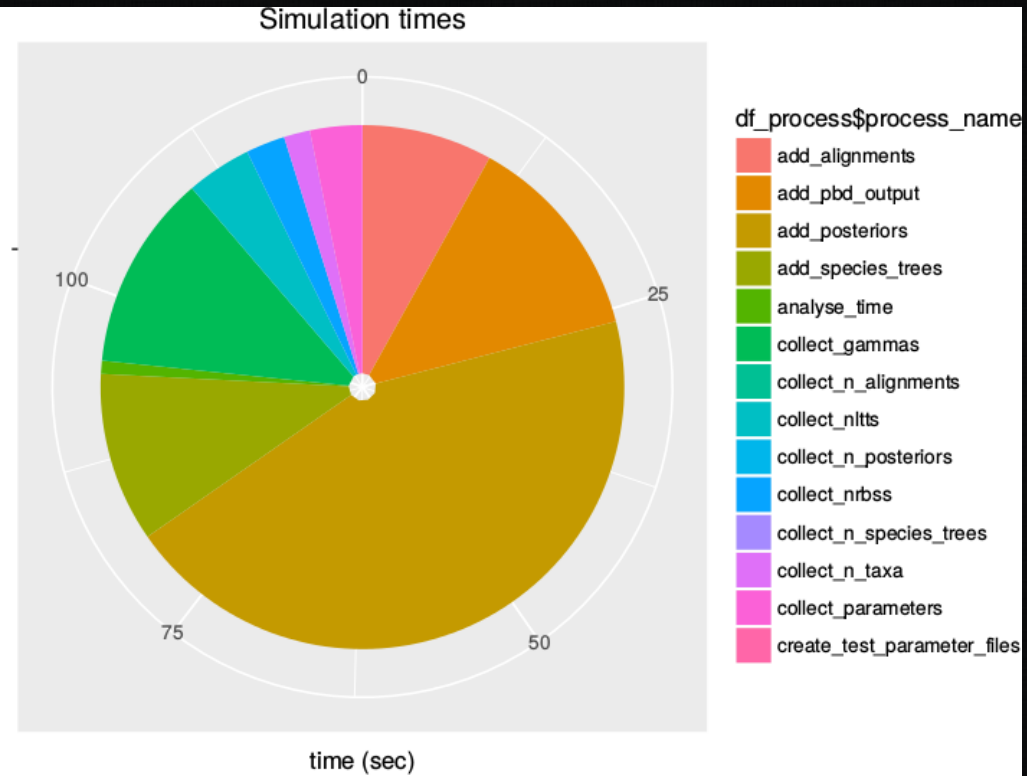 Simulation times
0
25
50
75
100
-
time (sec)
df_process$process_name
add_alignments
add_pbd_output
add_posteriors
add_species_trees
analyse_time
collect_gammas
collect_n_alignments
collect_nltts
collect_n_posteriors
collect_nrbss
collect_n_species_trees
collect_n_taxa
collect_parameters
create_test_parameter_files